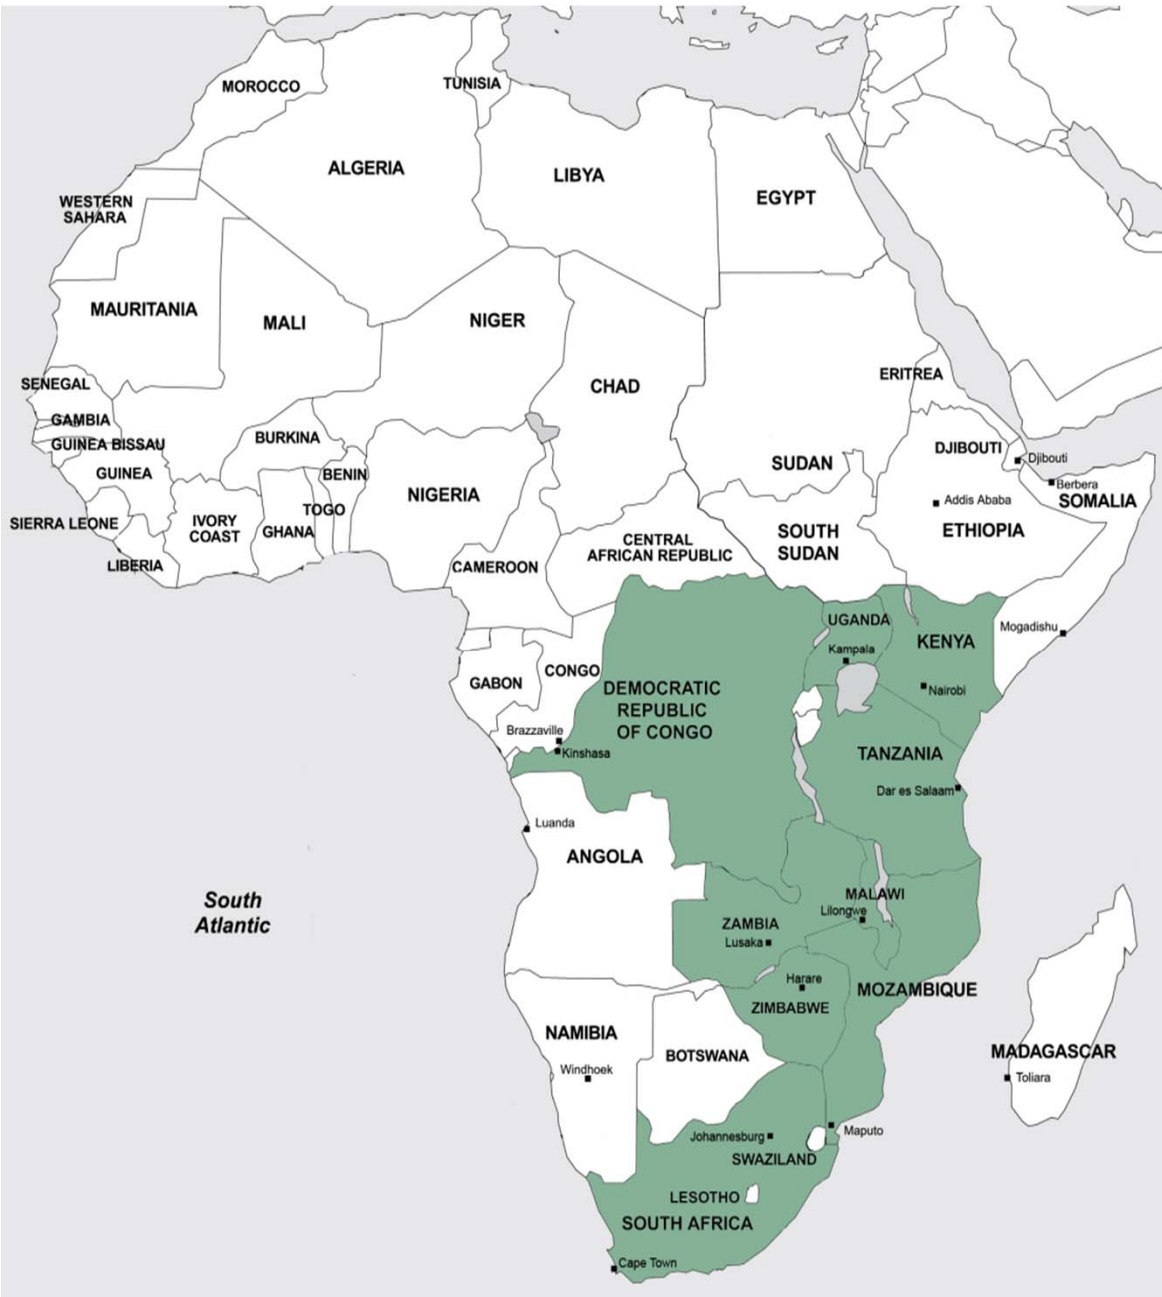 MOROCCO
TUNISIA
ALGERIA
LIBYA
EGYPT
WESTERN
SAHARA
MAURITANIA
MALI
NIGER
CHAD
ERITREA
SENEGAL
GAMBIA
GUINEA BISSAU
GUINEA
BURKINA
BENIN
NIGERIA
SUDAN
DJIBOUTI
Djibouti
Berbera
SOMALIA
Addis Ababa
ETHIOPIA
SIERRA LEONE
IVORY
COAST
GHANA
TOGO
LIBERIA
CAMEROON
CENTRAL
AFRICAN REPUBLIC
SOUTH
SUDAN
UGANDA
Kampala
KENYA
Nairobi
Mogadishu
GABON
CONGO
DEMOCRATIC
REPUBLIC
OF CONGO
Brazzaville
Kinshasa
TANZANIA
Dar es Salaam
Luanda
ANGOLA
South
Atlantic
ZAMBIA
Lusaka
MALAWI
Lilongwe
Harare
ZIMBABWE
MOZAMBIQUE
NAMIBIA
Windhoek
BOTSWANA
MADAGASCAR
Toliara
Johannesburg
Maputo
SWAZILAND
LESOTHO
SOUTH AFRICA
Cape Town